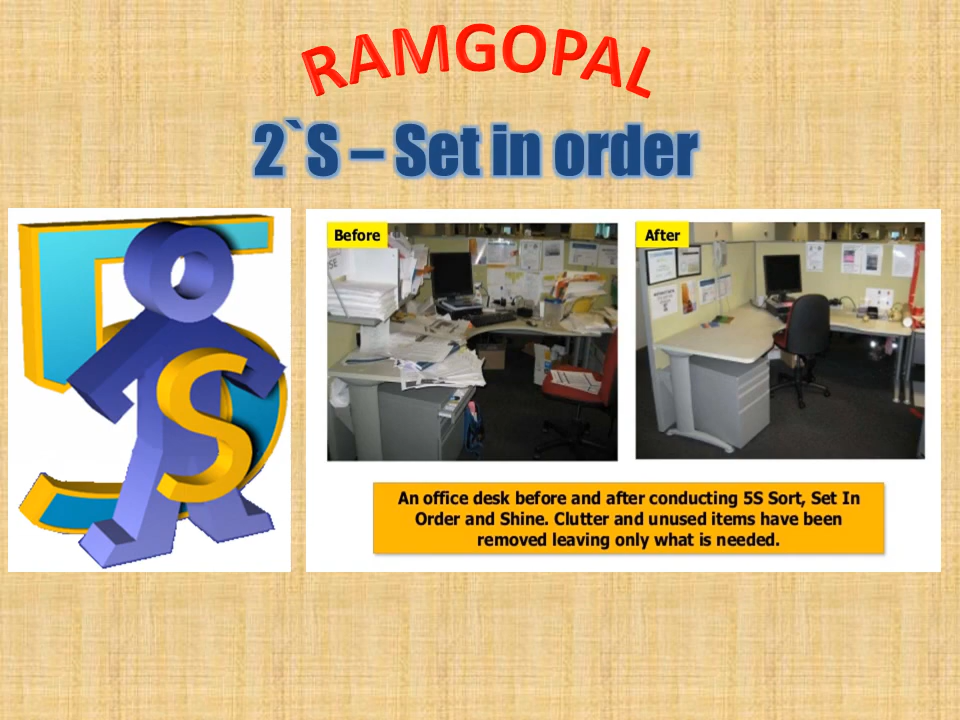 RAMGOPAL
2`S – Set in order
5
S
Before
After
An office desk before and after conducting 5S Sort, Set In
Order and Shine. Clutter and unused items have been
removed leaving only what is needed.